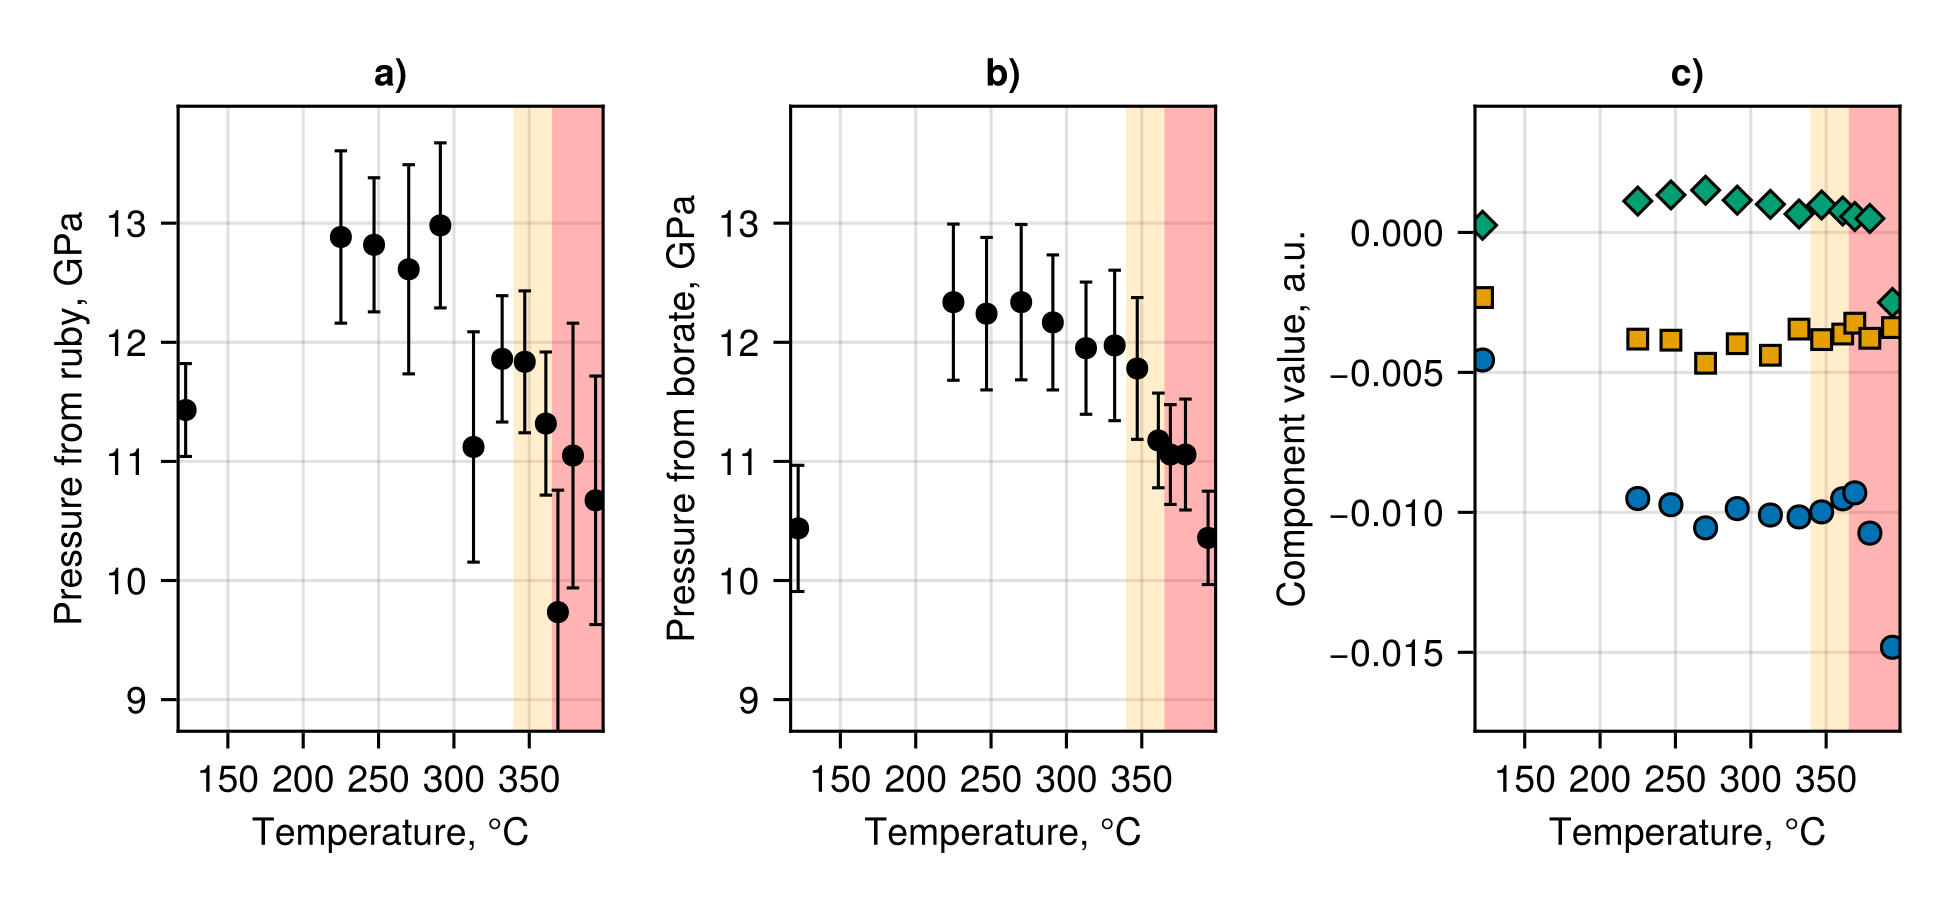 a)
Pressure from ruby, GPa
13
12
11
10
9
150 200 250 300 350
Temperature, °C
b)
Pressure from borate, GPa
13
12
11
10
9
150 200 250 300 350
Temperature, °C
c)
Component value, a.u.
0.000
−0.005
−0.010
−0.015
150 200 250 300 350
Temperature, °C